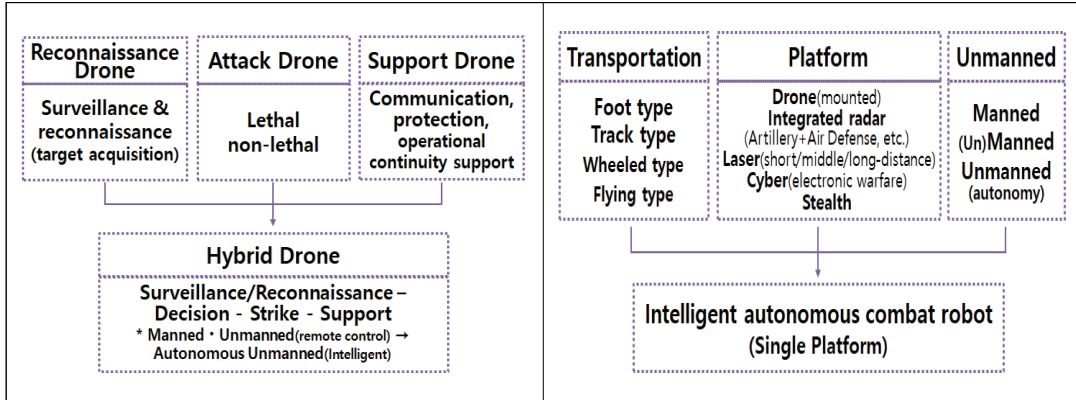 Reconnaissance
Drone
Surveillance &
reconnaissance
(target acquisition)
Attack Drone
Lethal
non-lethal
Support Drone
Communication,
protection,
operational
continuity support
Hybrid Drone
Surveillance/Reconnaissance –
Decision - Strike - Support
* Manned · Unmanned(remote control) →
Autonomous Unmanned(Intelligent)
Transportation
Foot type
Track type
Wheeled type
Flying type
Platform
Drone(mounted)
Integrated radar
(Artillery+Air Defense, etc.)
Laser(short/middle/long-distance)
Cyber(electronic warfare)
Stealth
Unmanned
Manned
(Un)Manned
Unmanned
(autonomy)
Intelligent autonomous combat robot
(Single Platform)